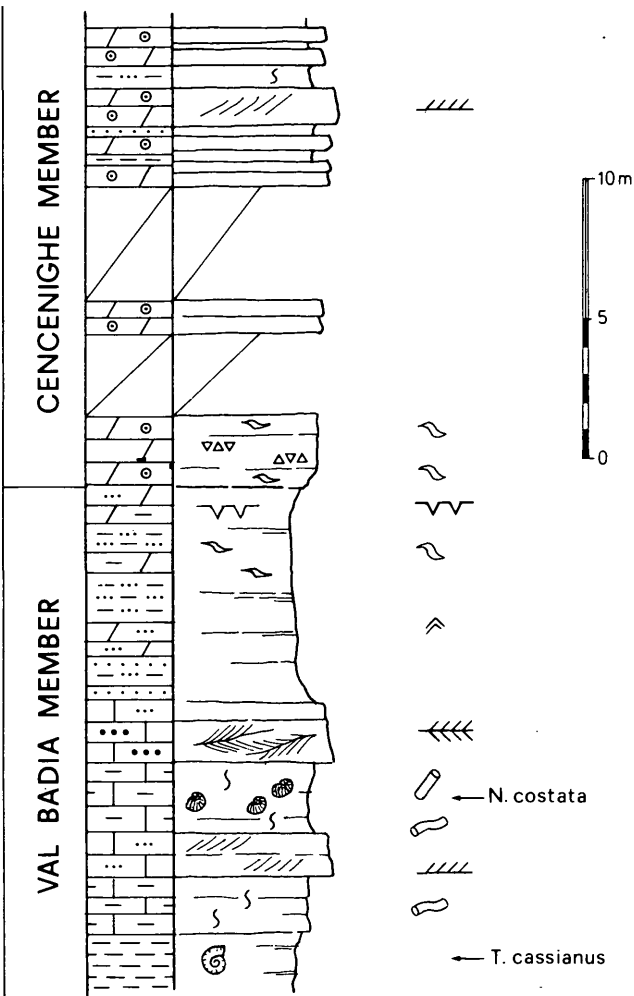 CENCENIGHE MEMBER
VAL BADIA MEMBER
10 m
5
0
N. costata
T. cassianus